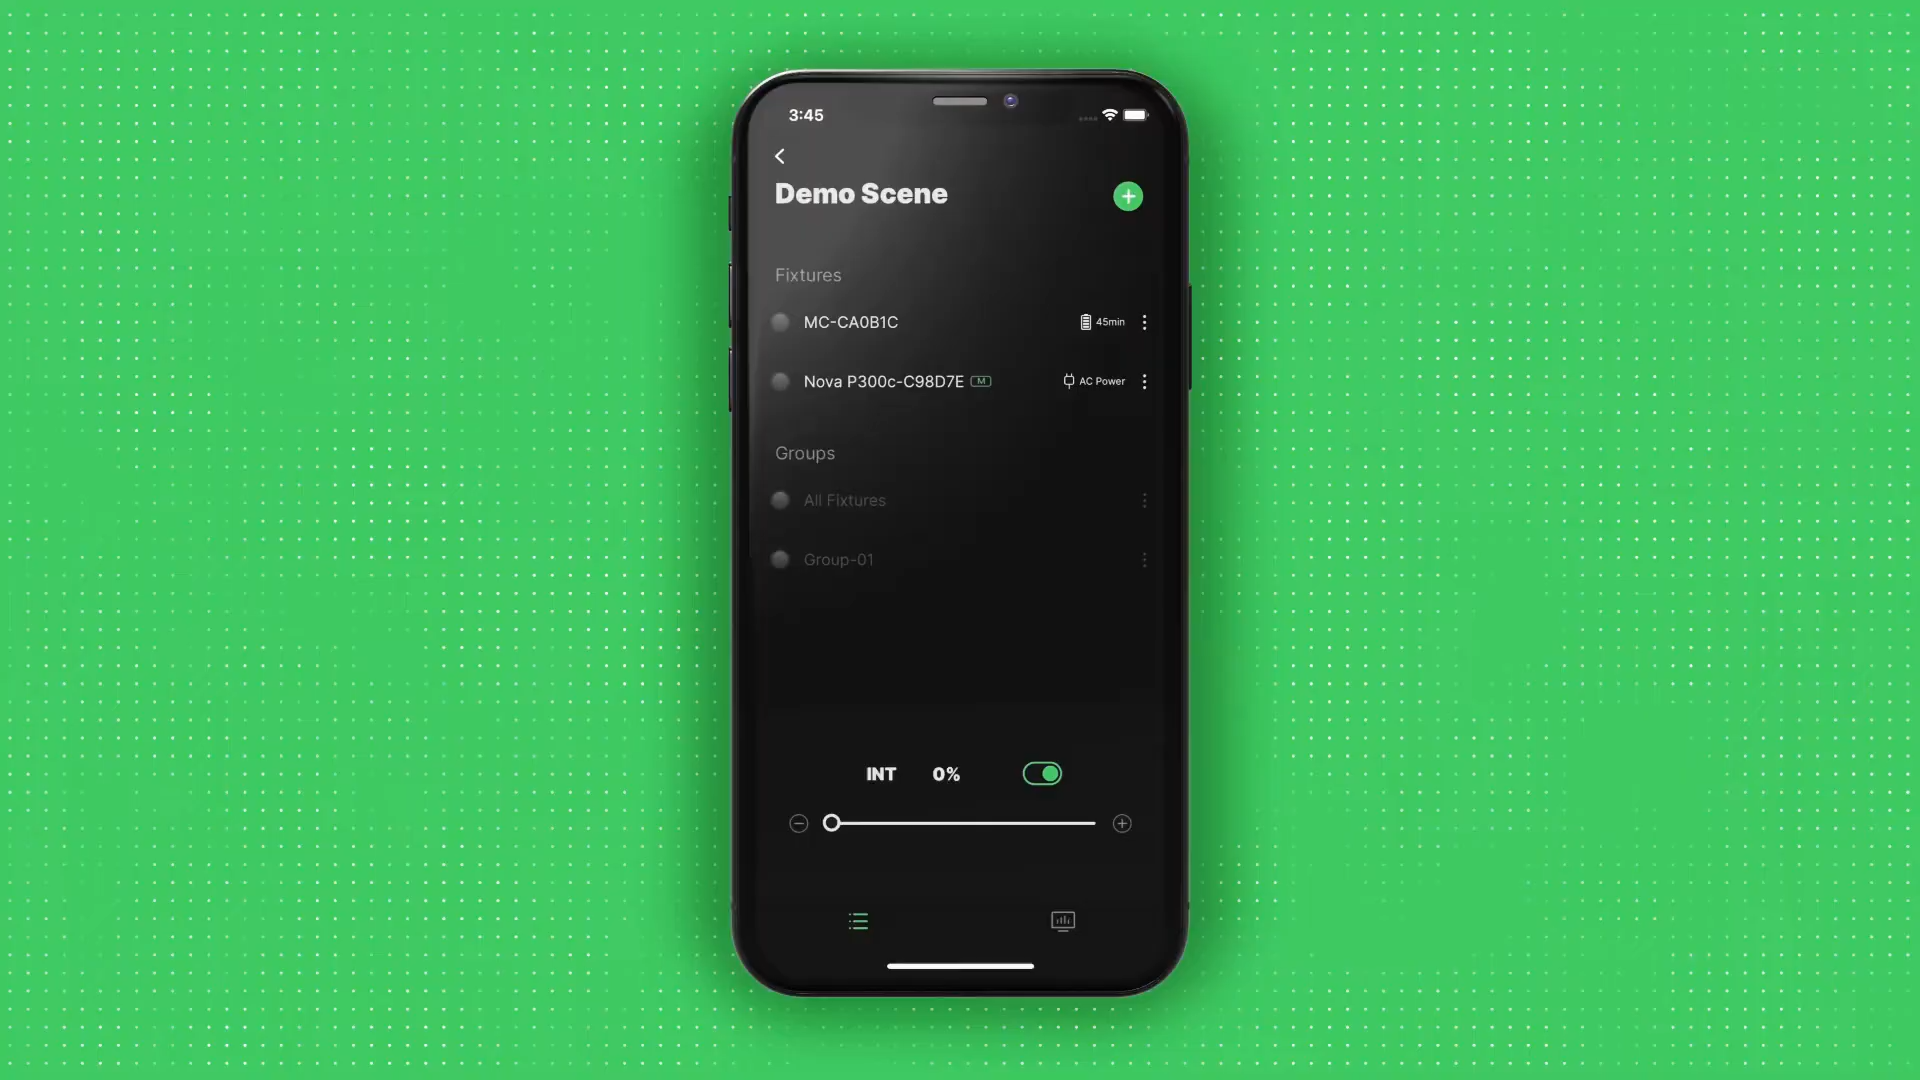 3:45
Demo Scene
Fixtures
MC-CA0B1C
45min
Nova P300c-C98D7E M
AC Power
Groups
All Fixtures
Group-01
INT 0%